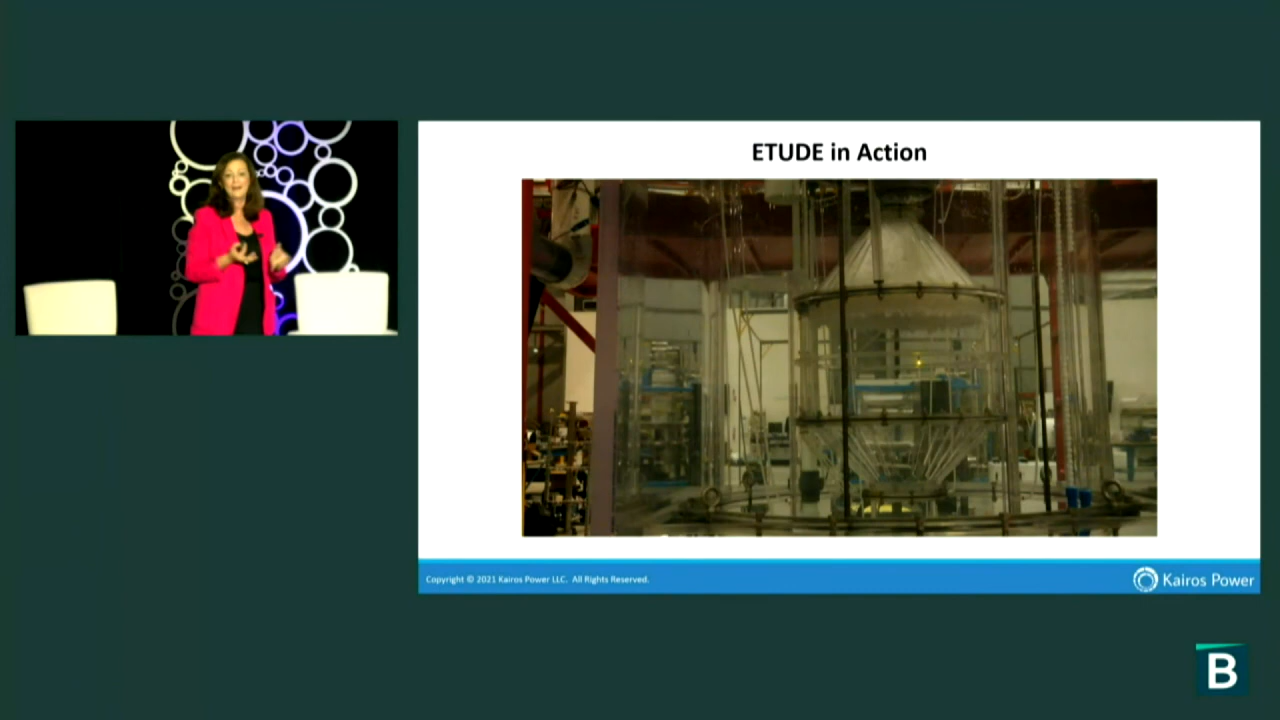 ETUDE in Action
Copyright © 2021 Kairos Power LLC. All Rights Reserved.
Kairos Power
B